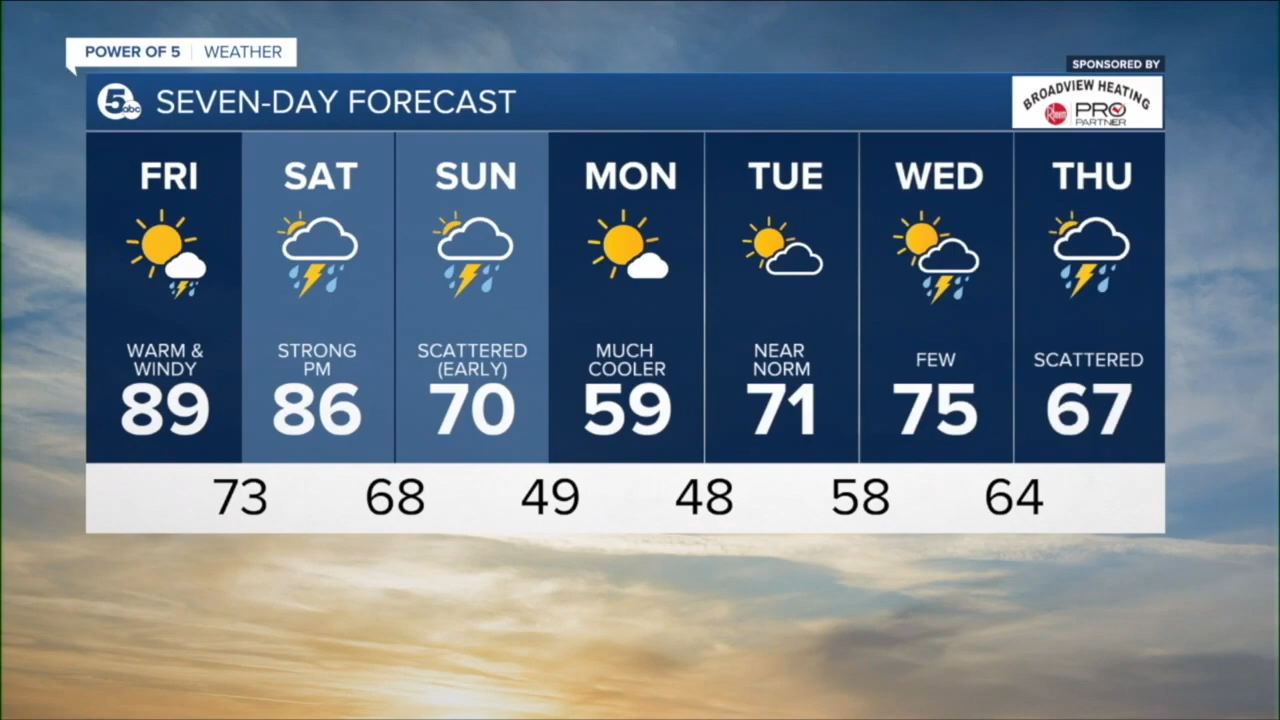 POWER OF 5 | WEATHER
SPONSORED BY
5 abc SEVEN-DAY FORECAST
BROADVIEW HEATING
Rheem PRO
PARTNER
FRI SAT SUN MON TUE WED THU
WARM & STRONG SCATTERED MUCH NEAR FEW SCATTERED
WINDY PM (EARLY) COOLER NORM
89 86 70 59 71 75 67
73 68 49 48 58 64